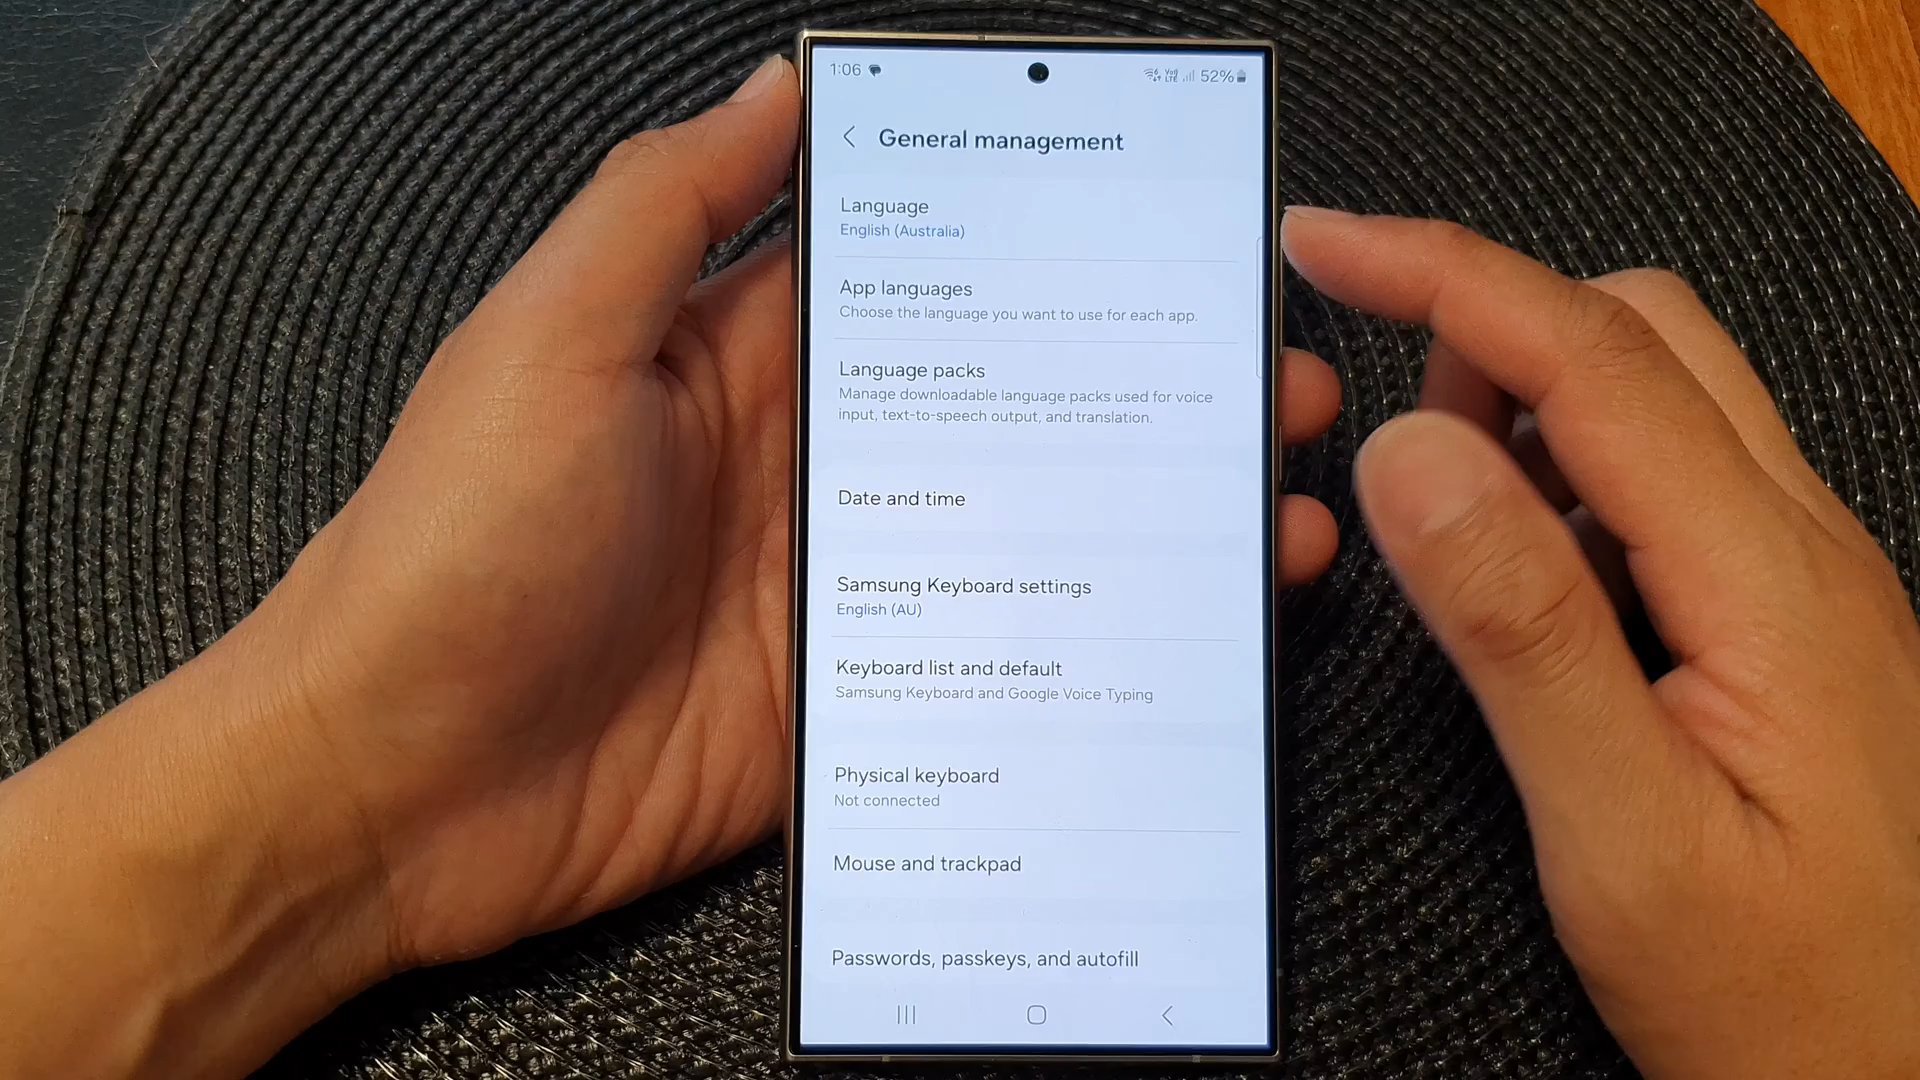 1:06
52%
General management
Language
English (Australia)
App languages
Choose the language you want to use for each app.
Language packs
Manage downloadable language packs used for voice
input, text-to-speech output, and translation.
Date and time
Samsung Keyboard settings
English (AU)
Keyboard list and default
Samsung Keyboard and Google Voice Typing
Physical keyboard
Not connected
Mouse and trackpad
Passwords, passkeys, and autofill